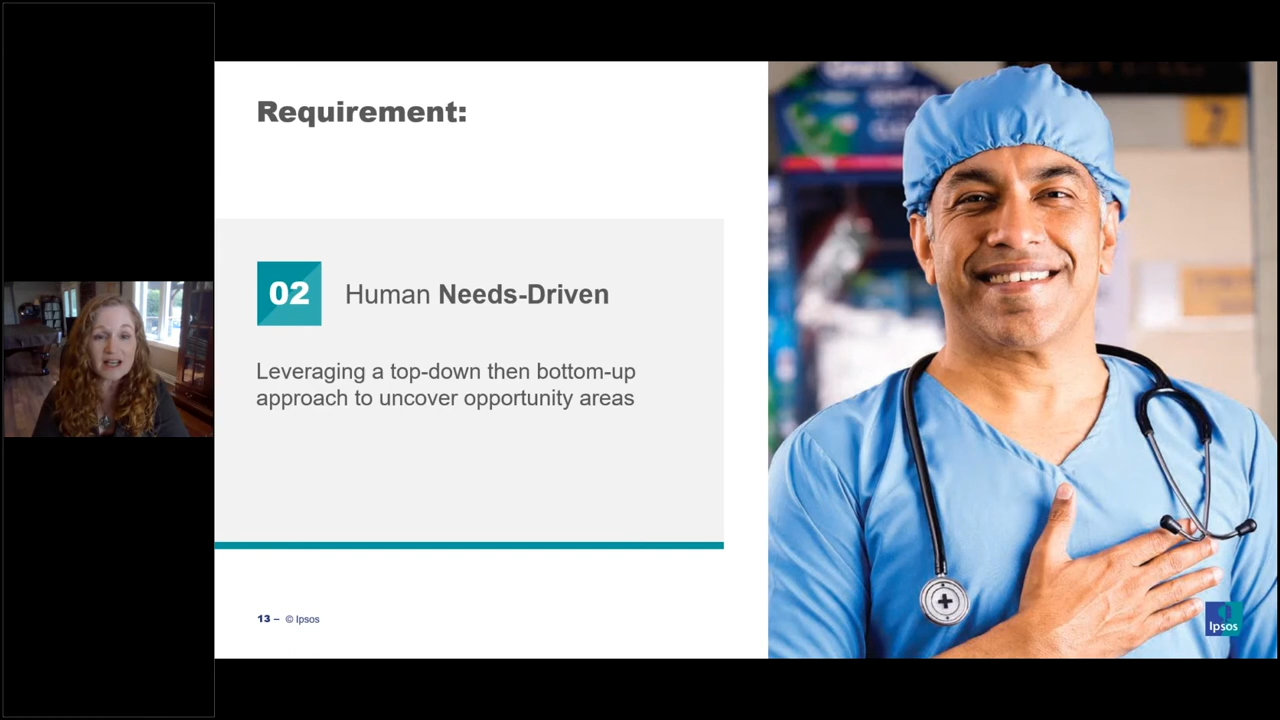 Requirement:
02
Human Needs-Driven
Leveraging a top-down then bottom-up
approach to uncover opportunity areas
13 – © Ipsos
Ipsos